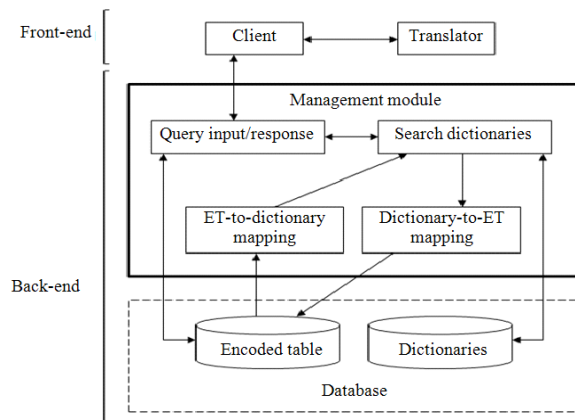 Front-end
Client
Translator
Management module
Query input/response
Search dictionaries
ET-to-dictionary
mapping
Dictionary-to-ET
mapping
Back-end
Encoded table
Dictionaries
Database